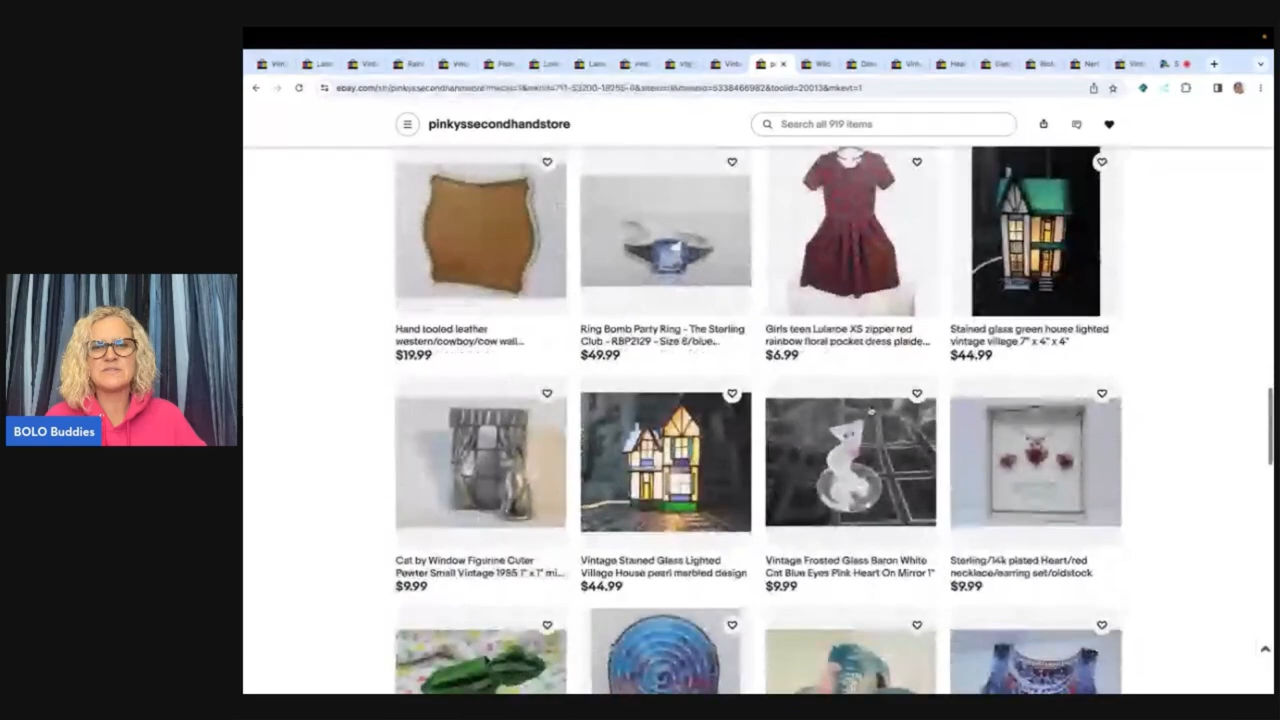 pinkyssecondhandstore
Search all 919 items
Hand tooled leather
western/cowboy/cow wall...
$19.99
Ring Bomb Party Ring - The Sterling
Club - RBP2129 - Size 8/blue...
$49.99
Girls teen Lularoe XS zipper red
rainbow floral pocket dress plaide...
$6.99
Stained glass green house lighted
vintage village 7" x 4" x 4"
$44.99
BOLO Buddies
Cat by Window Figurine Cuter
Pewter Small Vintage 1985 1" x 1" mi...
$9.99
Vintage Stained Glass Lighted
Village House pearl marbled design
$44.99
Vintage Frosted Glass Baron White
Cat Blue Eyes Pink Heart On Mirror 1"
$9.99
Sterling/14k plated Heart/red
necklace/earring set/oldstock
$9.99